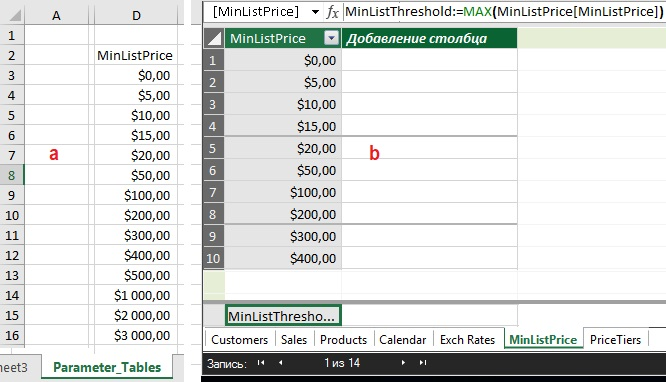 A D
1
2 MinListPrice
3 $0,00
4 $5,00
5 $10,00
6 $15,00
7 a $20,00
8 $50,00
9 $100,00
10 $200,00
11 $300,00
12 $400,00
13 $500,00
14 $1 000,00
15 $2 000,00
16 $3 000,00
heet3 Parameter_Tables
[MinListPrice] fx MinListThreshold:=MAX(MinListPrice[MinListPrice])
MinListPrice Добавление столбца
1 $0,00
2 $5,00
3 $10,00
4 $15,00
5 $20,00 b
6 $50,00
7 $100,00
8 $200,00
9 $300,00
10 $400,00
MinListThresho...
Customers Sales Products Calendar Exch Rates MinListPrice PriceTiers
Запись: 1 из 14